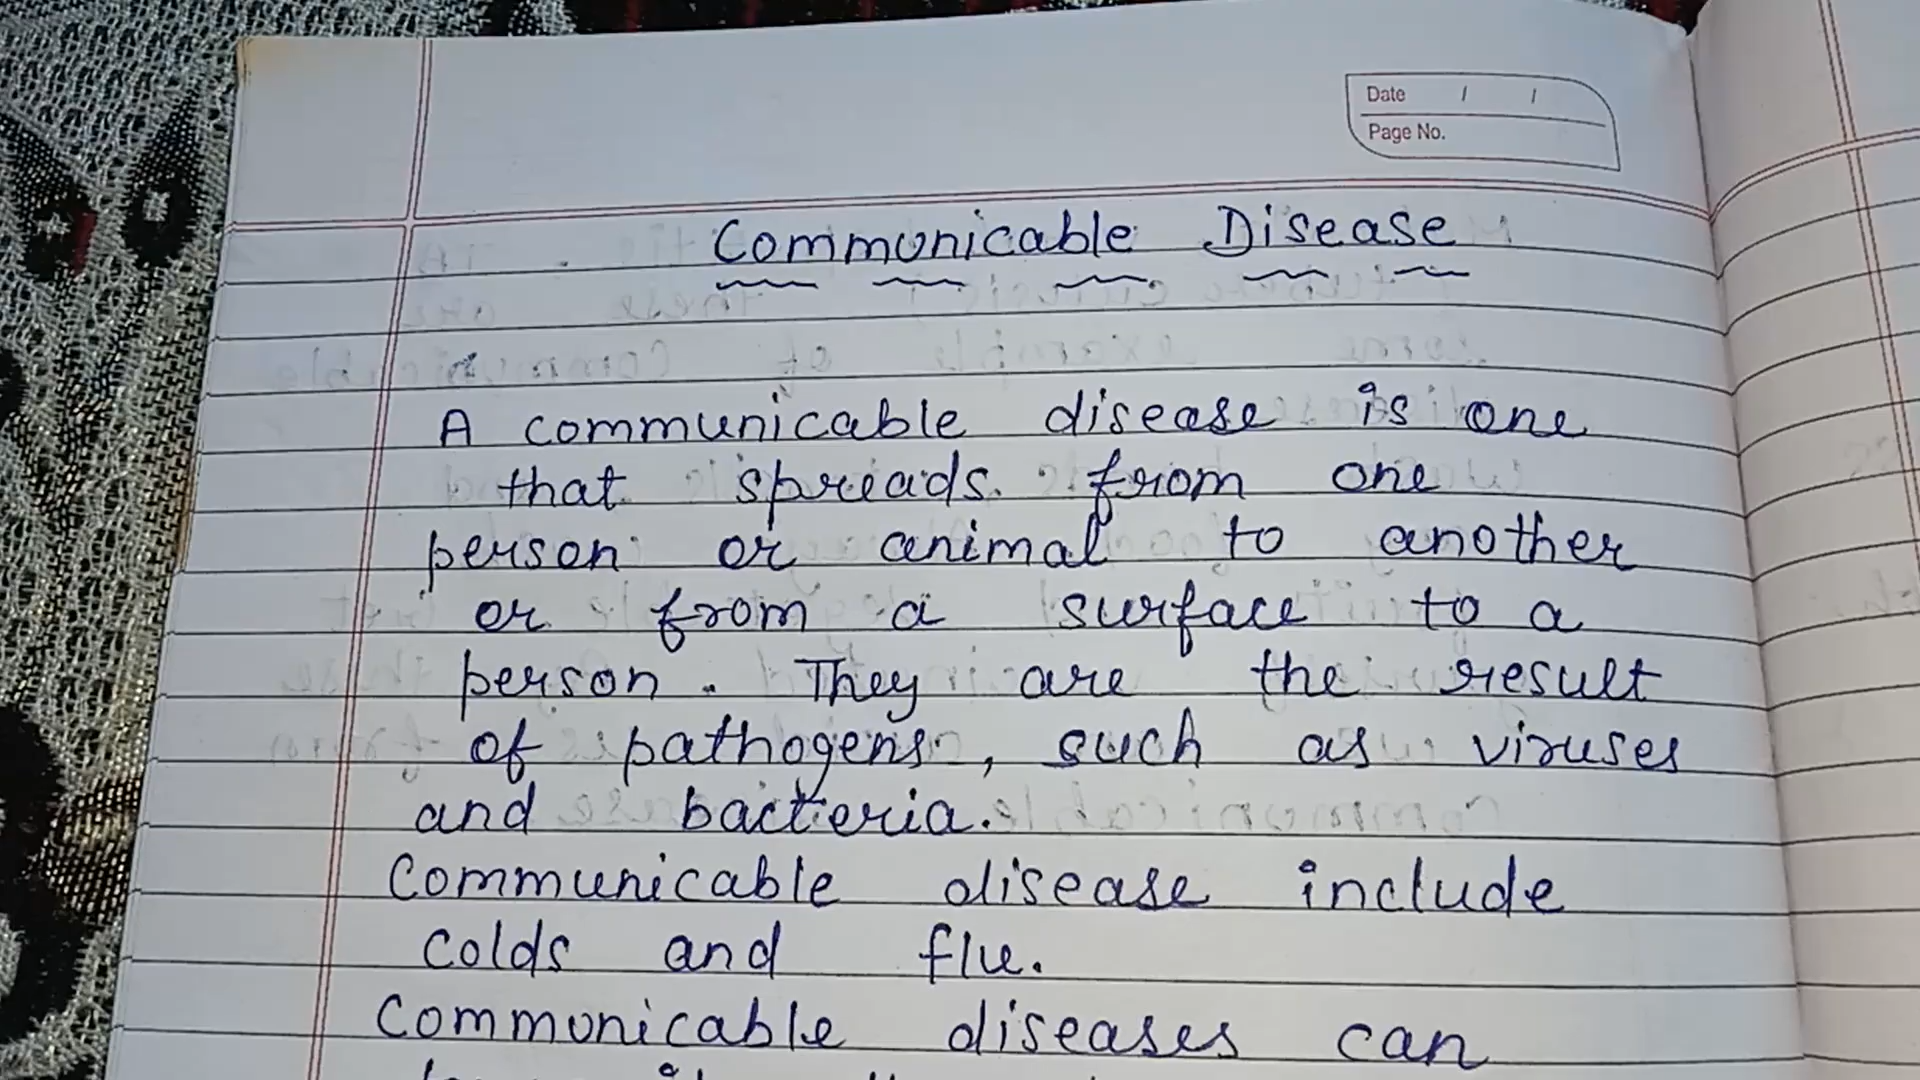 Date / /
Page No.
Communicable Disease
A communicable disease is one
that spreads from one
person or animal to another
or from a surface to a
person. They are the result
of pathogens, such as viruses
and bacteria.
Communicable disease include
colds and flu.
Communicable diseases can